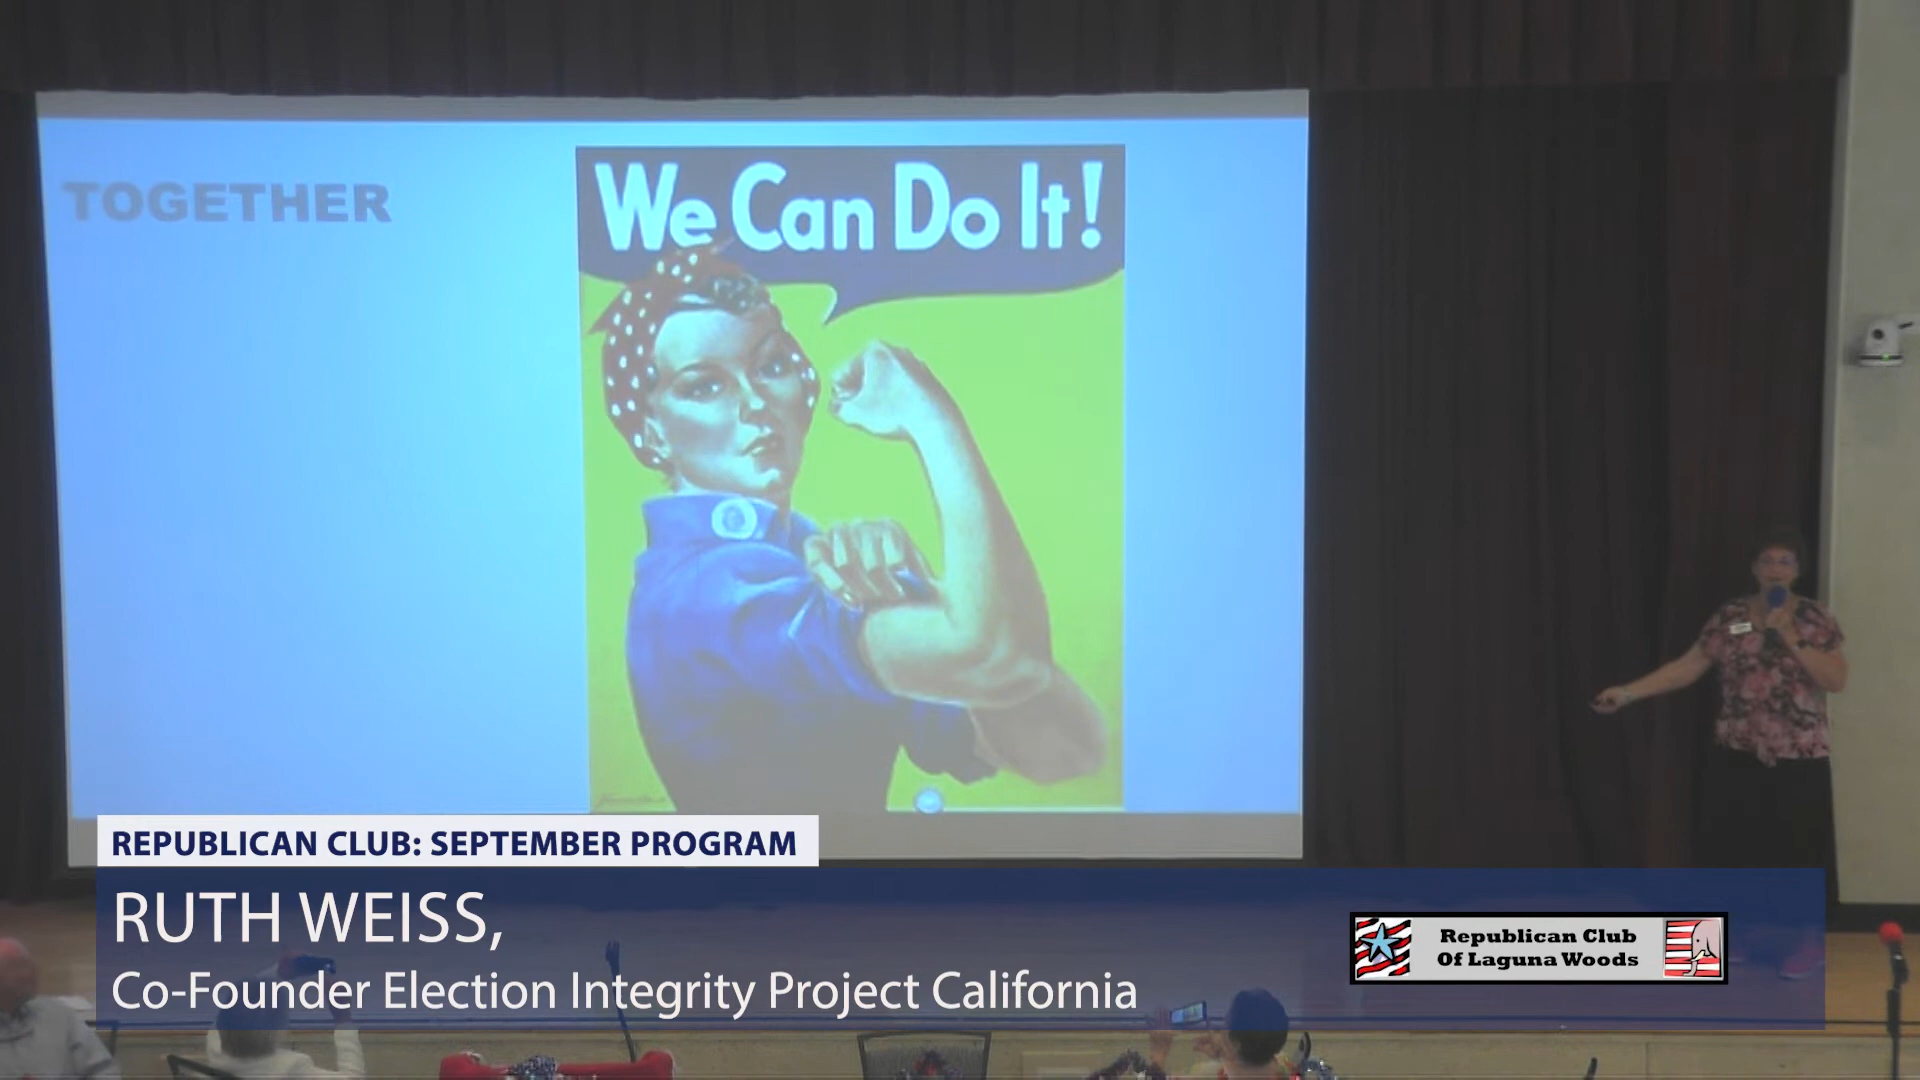 TOGETHER
We Can Do It!
REPUBLICAN CLUB: SEPTEMBER PROGRAM
RUTH WEISS,
Co-Founder Election Integrity Project California
Republican Club
Of Laguna Woods